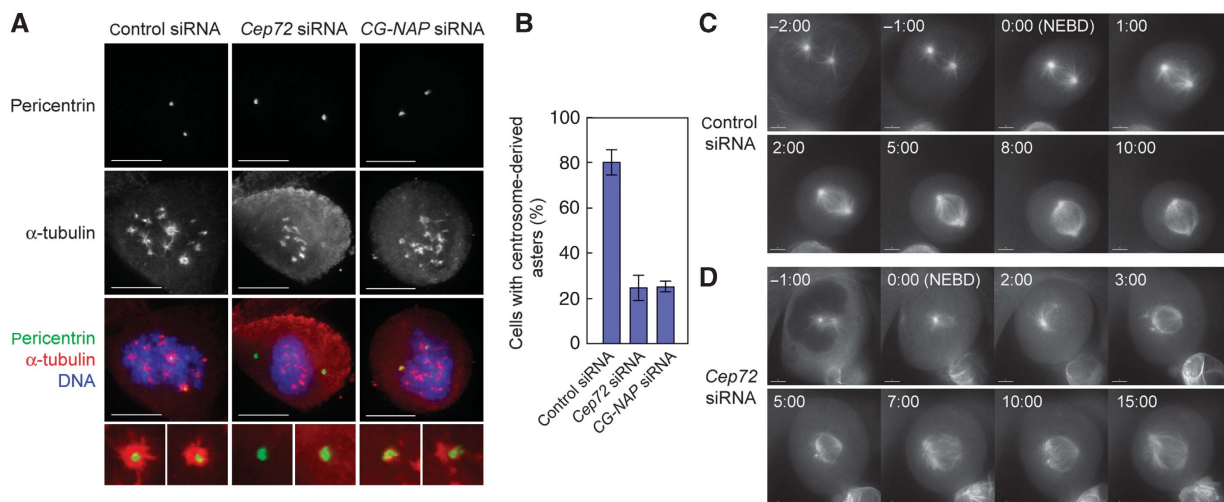 A
Control siRNA
Cep72 siRNA
CG-NAP siRNA
Pericentrin
α-tubulin
Pericentrin
α-tubulin
DNA
B
Cells with centrosome-derived
asters (%)
100
80
60
40
20
0
Control siRNA
Cep72 siRNA
CG-NAP siRNA
C
Control
siRNA
–2:00
–1:00
0:00 (NEBD)
1:00
2:00
5:00
8:00
10:00
D
Cep72
siRNA
–1:00
0:00 (NEBD)
2:00
3:00
5:00
7:00
10:00
15:00